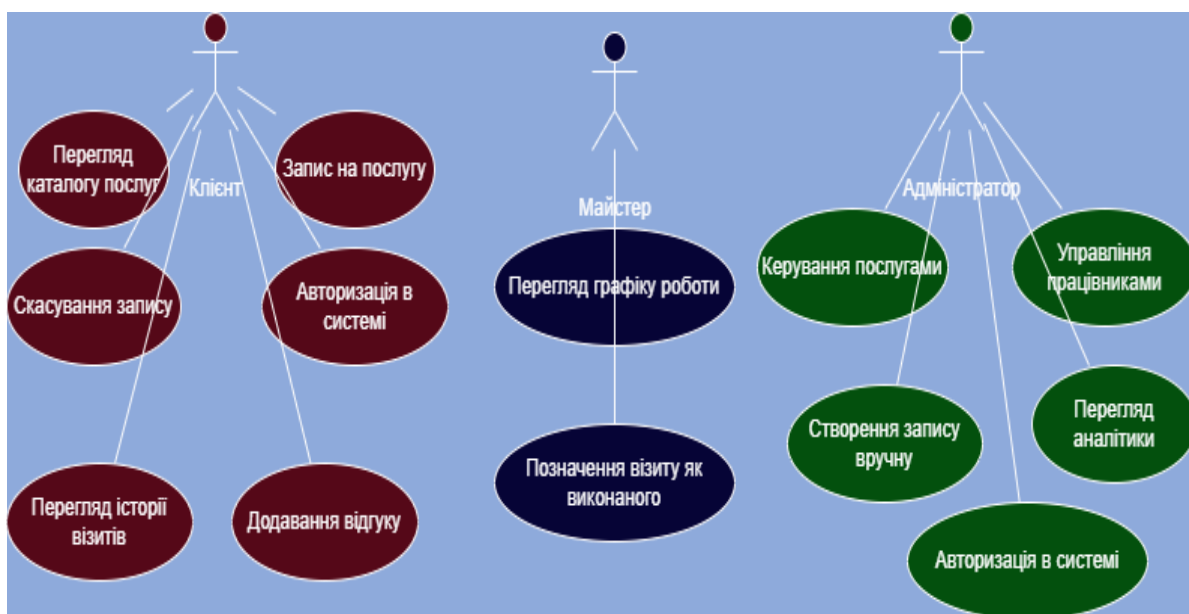 Перегляд
каталогу послуг
Запис на послугу
Клієнт
Скасування запису
Авторизація в
системі
Перегляд історії
візитів
Додавання відгуку
Майстер
Перегляд графіку роботи
Позначення візиту як
виконаного
Адміністратор
Керування послугами
Управління
працівниками
Створення запису
вручну
Перегляд
аналітики
Авторизація в системі